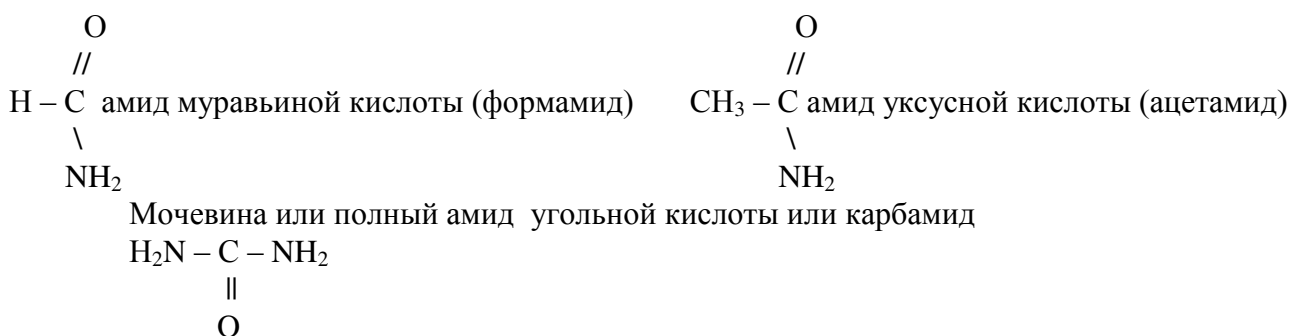 O O
// //
H – C амид муравьиной кислоты (формамид) CH₃ – C амид уксусной кислоты (ацетамид)
\ \
NH₂ NH₂
Мочевина или полный амид угольной кислоты или карбамид
H₂N – C – NH₂
||
O